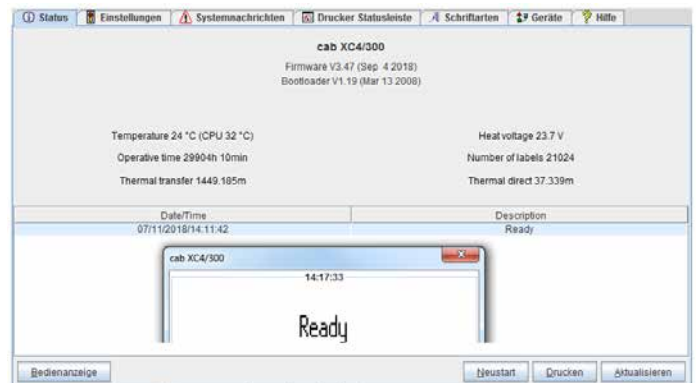 Status Einstellungen Systemnachrichten Drucker Statusleiste Schriftarten Geräte Hilfe
cab XC4/300
Firmware V3.47 (Sep 4 2018)
Bootloader V1.19 (Mar 13 2008)
Temperature 24 °C (CPU 32 °C) Heat voltage 23.7 V
Operative time 29904h 10min Number of labels 21024
Thermal transfer 1449.185m Thermal direct 37.339m
Date/Time Description
07/11/2018/14.11:42 Ready
cab XC4/300
14:17:33
Ready
Bedienanzeige Neustart Drucken Aktualisieren